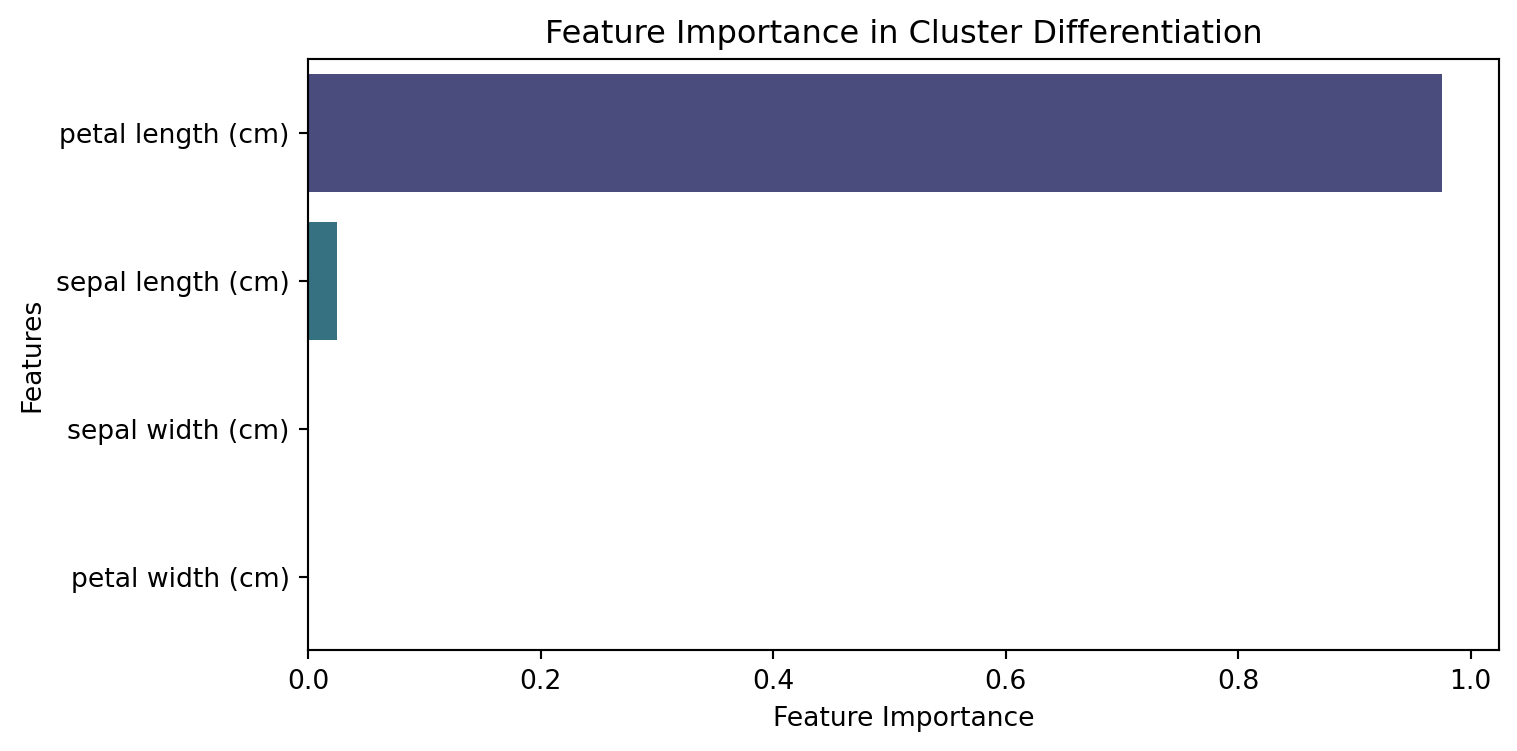 Feature Importance in Cluster Differentiation
petal length (cm)
sepal length (cm)
sepal width (cm)
petal width (cm)
Features
0.0 0.2 0.4 0.6 0.8 1.0
Feature Importance